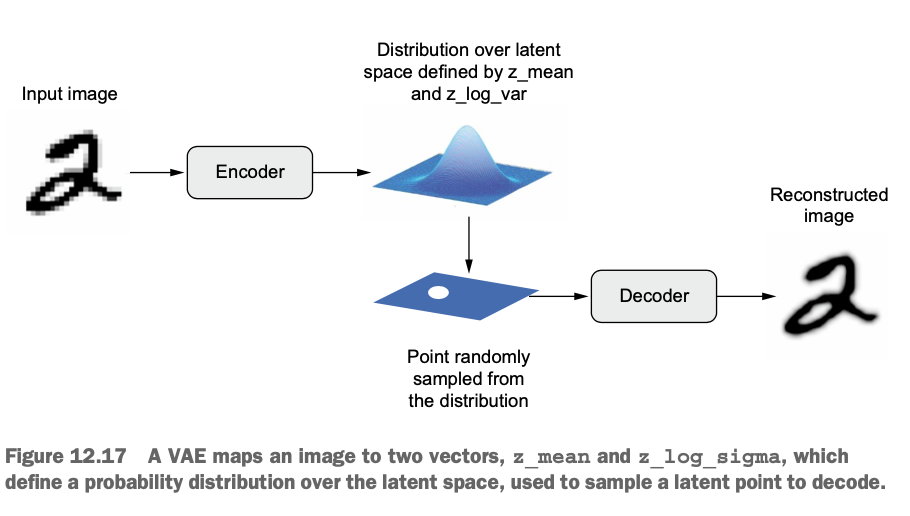 Distribution over latent
space defined by z_mean
and z_log_var
Input image
Encoder
Reconstructed
image
Decoder
Point randomly
sampled from
the distribution
Figure 12.17 A VAE maps an image to two vectors, z_mean and z_log_sigma, which
define a probability distribution over the latent space, used to sample a latent point to decode.